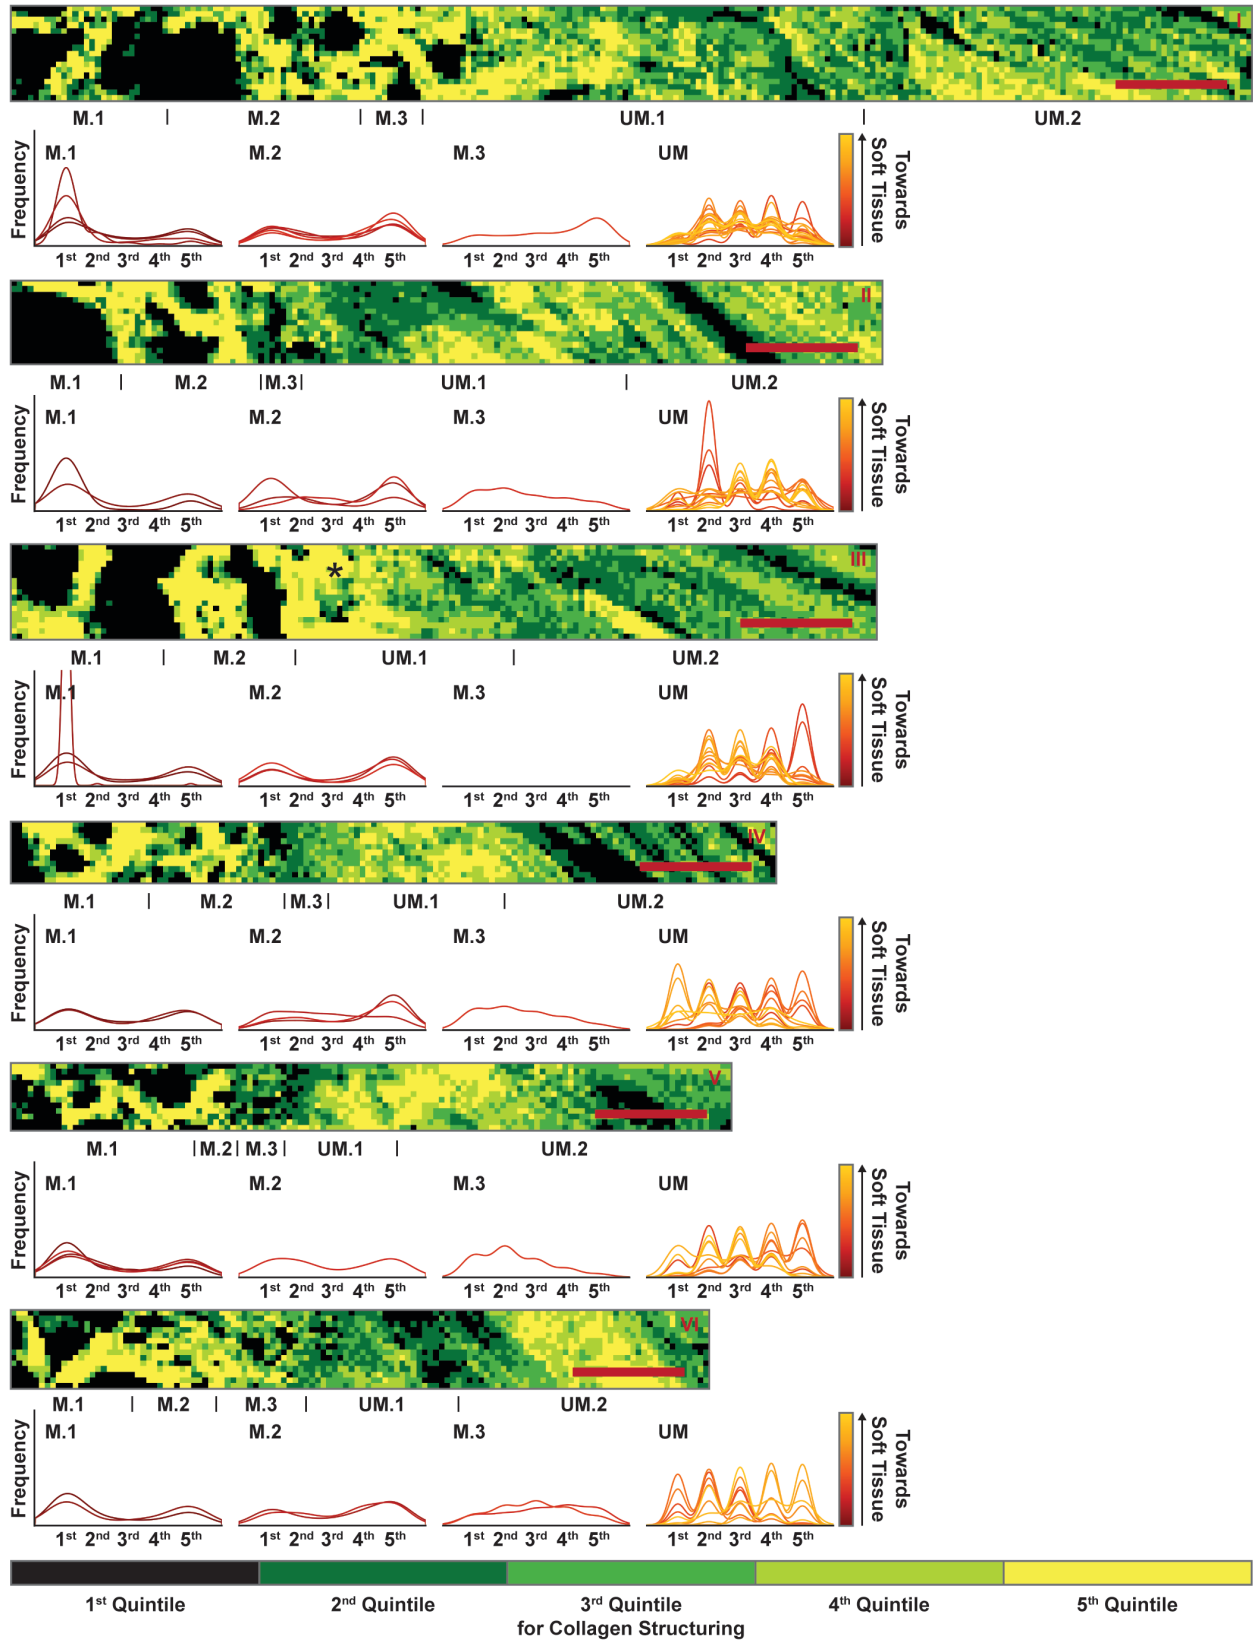 I
M.1 | M.2 | M.3 | UM.1 | UM.2
Frequency
M.1
M.2
M.3
UM
Towards
Soft Tissue
1st 2nd 3rd 4th 5th 1st 2nd 3rd 4th 5th 1st 2nd 3rd 4th 5th 1st 2nd 3rd 4th 5th
II
M.1 | M.2 | M.3 | UM.1 | UM.2
Frequency
M.1
M.2
M.3
UM
Towards
Soft Tissue
1st 2nd 3rd 4th 5th 1st 2nd 3rd 4th 5th 1st 2nd 3rd 4th 5th 1st 2nd 3rd 4th 5th
*
III
M.1 | M.2 | UM.1 | UM.2
Frequency
M.1
M.2
M.3
UM
Towards
Soft Tissue
1st 2nd 3rd 4th 5th 1st 2nd 3rd 4th 5th 1st 2nd 3rd 4th 5th 1st 2nd 3rd 4th 5th
IV
M.1 | M.2 | M.3 | UM.1 | UM.2
Frequency
M.1
M.2
M.3
UM
Towards
Soft Tissue
1st 2nd 3rd 4th 5th 1st 2nd 3rd 4th 5th 1st 2nd 3rd 4th 5th 1st 2nd 3rd 4th 5th
V
M.1 | M.2 | M.3 | UM.1 | UM.2
Frequency
M.1
M.2
M.3
UM
Towards
Soft Tissue
1st 2nd 3rd 4th 5th 1st 2nd 3rd 4th 5th 1st 2nd 3rd 4th 5th 1st 2nd 3rd 4th 5th
VI
M.1 | M.2 | M.3 | UM.1 | UM.2
Frequency
M.1
M.2
M.3
UM
Towards
Soft Tissue
1st 2nd 3rd 4th 5th 1st 2nd 3rd 4th 5th 1st 2nd 3rd 4th 5th 1st 2nd 3rd 4th 5th
1st Quintile 2nd Quintile 3rd Quintile 4th Quintile 5th Quintile
for Collagen Structuring